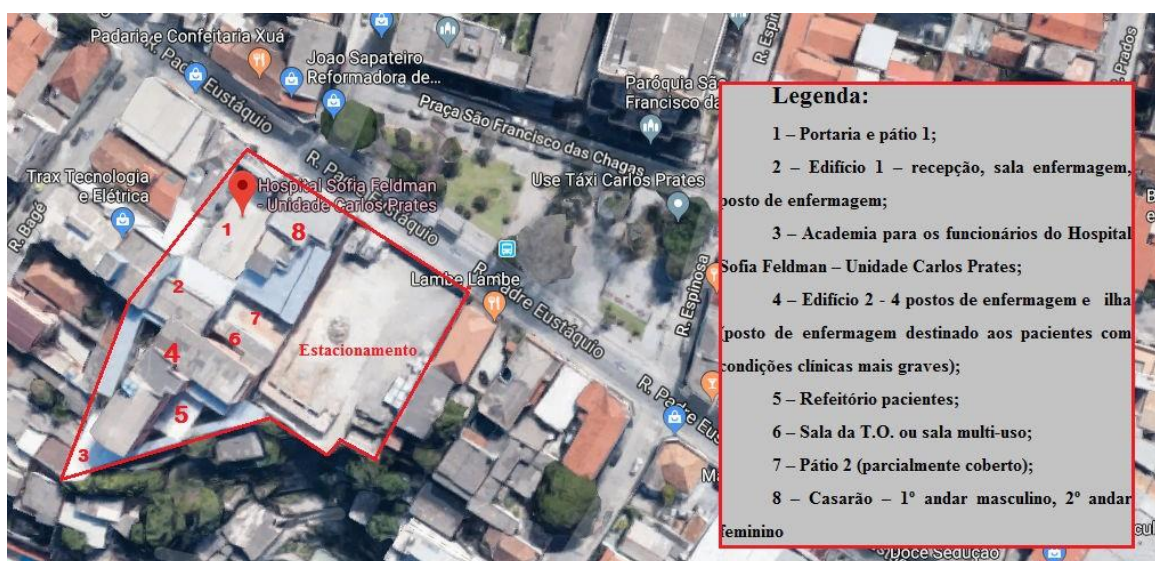 Padaria e Confeitaria Xuá
R. Padre Eustáquio
Joao Sapateiro
Reformadora de...
Praça São Francisco das Chagas
Paróquia São
Francisco da
R. Espinosa
Prados
Trax Tecnologia
e Elétrica
R. Bagé
Hospital Sofia Feldman
- Unidade Carlos Prates
R. Padre Eustáquio
Use Táxi Carlos Prates
Lambe Lambe
R. Padre Eustáquio
R. Espinosa
R. Padre Eus
Estacionamento
Doce Sedução
1
2
3
4
5
6
7
8
Legenda:
1 – Portaria e pátio 1;
2 – Edifício 1 – recepção, sala enfermagem,
posto de enfermagem;
3 – Academia para os funcionários do Hospital
Sofia Feldman – Unidade Carlos Prates;
4 – Edifício 2 - 4 postos de enfermagem e ilha
(posto de enfermagem destinado aos pacientes com
condições clínicas mais graves);
5 – Refeitório pacientes;
6 – Sala da T.O. ou sala multi-uso;
7 – Pátio 2 (parcialmente coberto);
8 – Casarão – 1º andar masculino, 2º andar
feminino